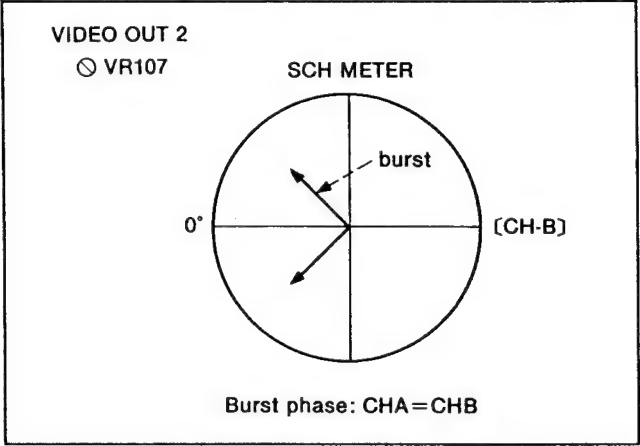 VIDEO OUT 2
⦸ VR107
SCH METER
burst
0°
〔CH-B〕
Burst phase: CHA=CHB